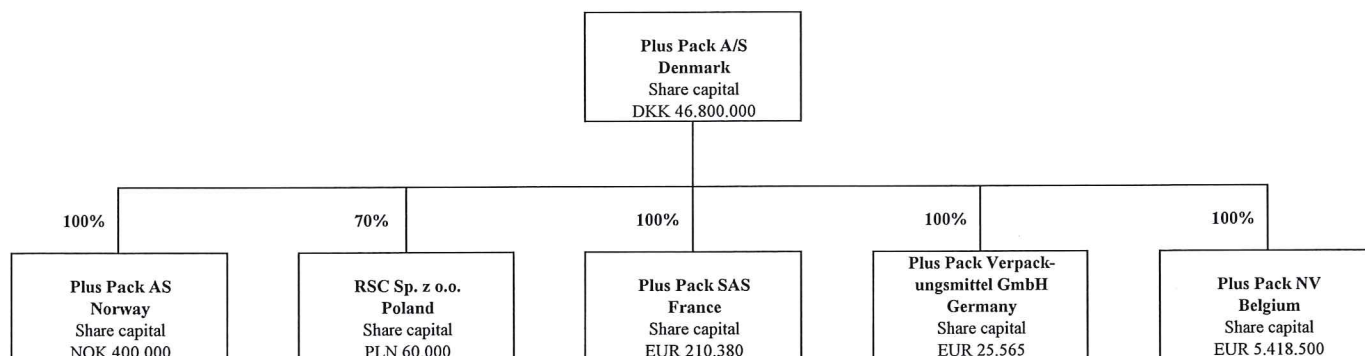 Plus Pack A/S
Denmark
Share capital
DKK 46.800.000
100%
70%
100%
100%
100%
Plus Pack AS
Norway
Share capital
NOK 400.000
RSC Sp. z o.o.
Poland
Share capital
PLN 60.000
Plus Pack SAS
France
Share capital
EUR 210.380
Plus Pack Verpack-
ungsmittel GmbH
Germany
Share capital
EUR 25.565
Plus Pack NV
Belgium
Share capital
EUR 5.418.500